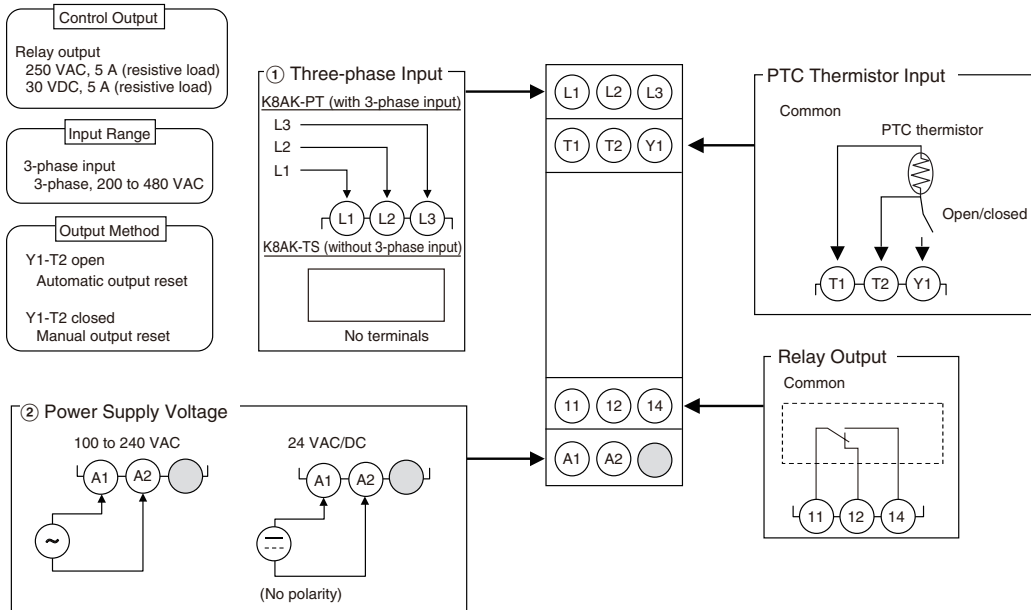 Control Output
Relay output
250 VAC, 5 A (resistive load)
30 VDC, 5 A (resistive load)
Input Range
3-phase input
3-phase, 200 to 480 VAC
Output Method
Y1-T2 open
Automatic output reset
Y1-T2 closed
Manual output reset
① Three-phase Input
K8AK-PT (with 3-phase input)
L3
L2
L1
L1 L2 L3
K8AK-TS (without 3-phase input)
No terminals
L1 L2 L3
T1 T2 Y1
11 12 14
A1 A2
PTC Thermistor Input
Common
PTC thermistor
Open/closed
T1 T2 Y1
Relay Output
Common
11 12 14
② Power Supply Voltage
100 to 240 VAC
A1 A2
~
24 VAC/DC
A1 A2
(No polarity)